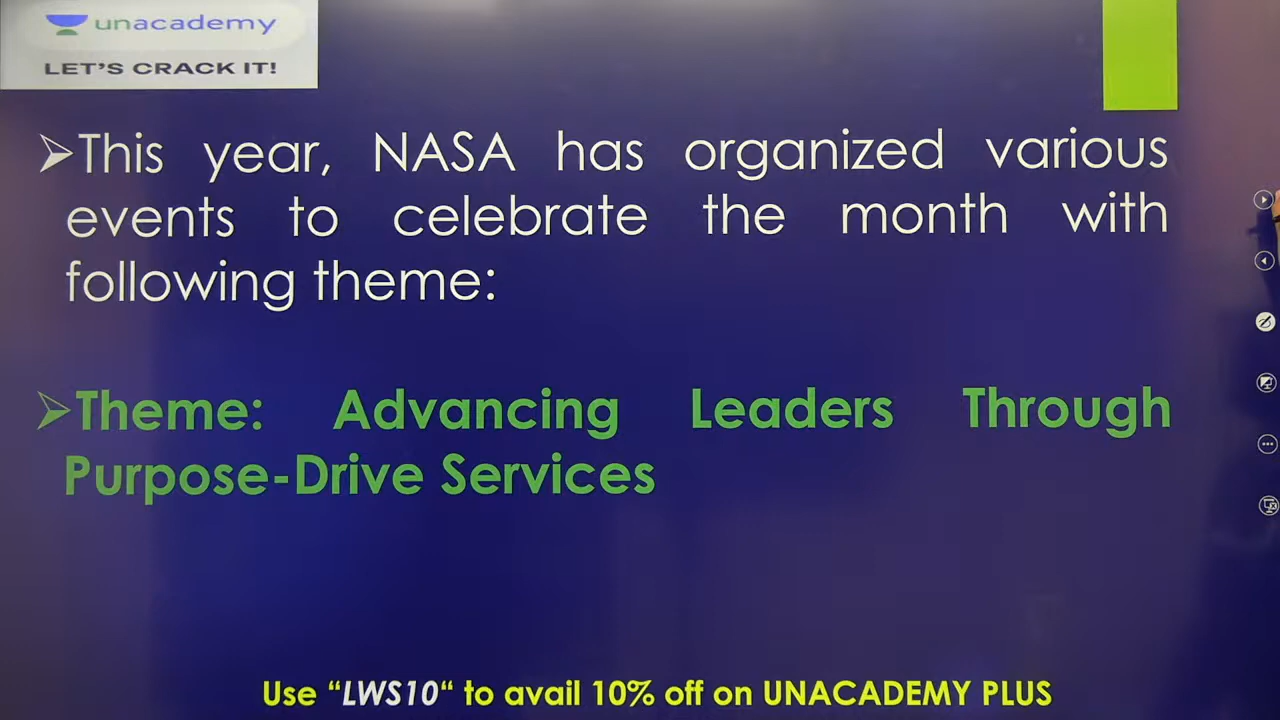 unacademy
LET'S CRACK IT!
➢This year, NASA has organized various
events to celebrate the month with
following theme:
➢Theme: Advancing Leaders Through
Purpose-Drive Services
Use “LWS10“ to avail 10% off on UNACADEMY PLUS